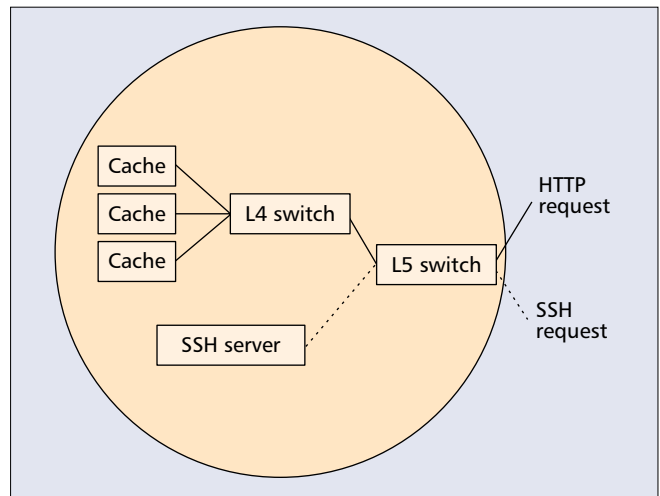 Cache
Cache
Cache
L4 switch
L5 switch
HTTP
request
SSH
request
SSH server